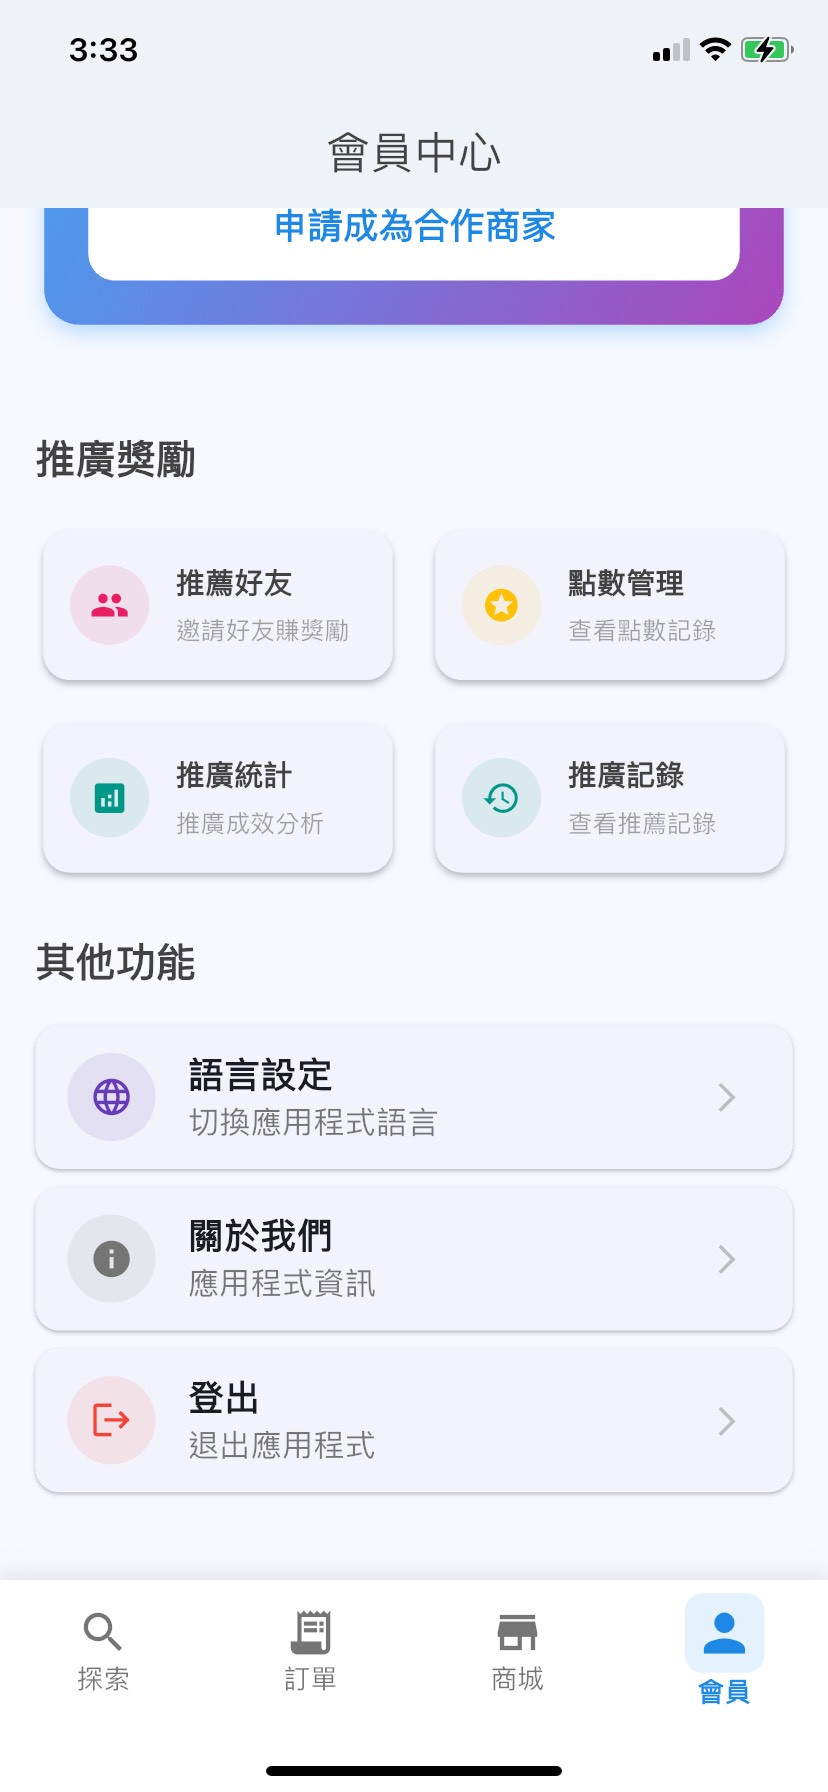 3:33
會員中心
申請成為合作商家
推廣獎勵
推薦好友
邀請好友賺獎勵
點數管理
查看點數記錄
推廣統計
推廣成效分析
推廣記錄
查看推薦記錄
其他功能
語言設定
切換應用程式語言
關於我們
應用程式資訊
登出
退出應用程式
探索
訂單
商城
會員